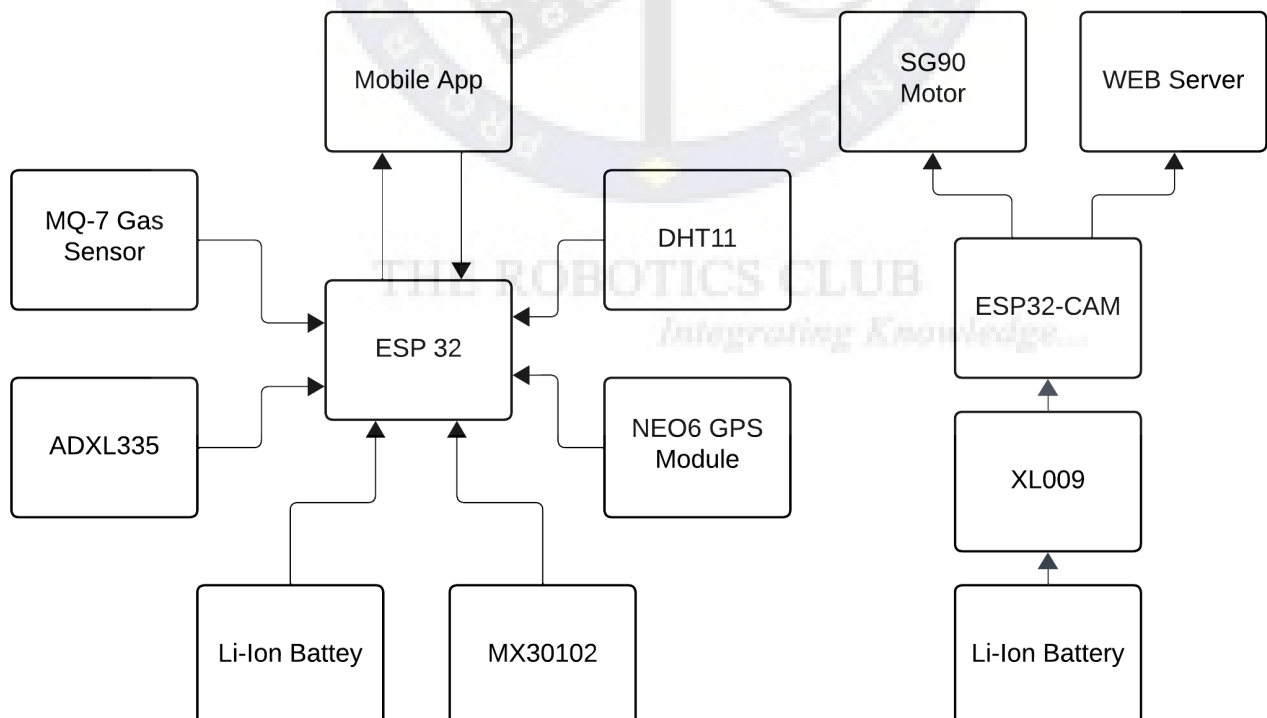 Mobile App
SG90
Motor
WEB Server
MQ-7 Gas
Sensor
DHT11
THE ROBOTICS CLUB
Integrating Knowledge...
ESP32-CAM
ESP 32
ADXL335
NEO6 GPS
Module
XL009
Li-Ion Battey
MX30102
Li-Ion Battery